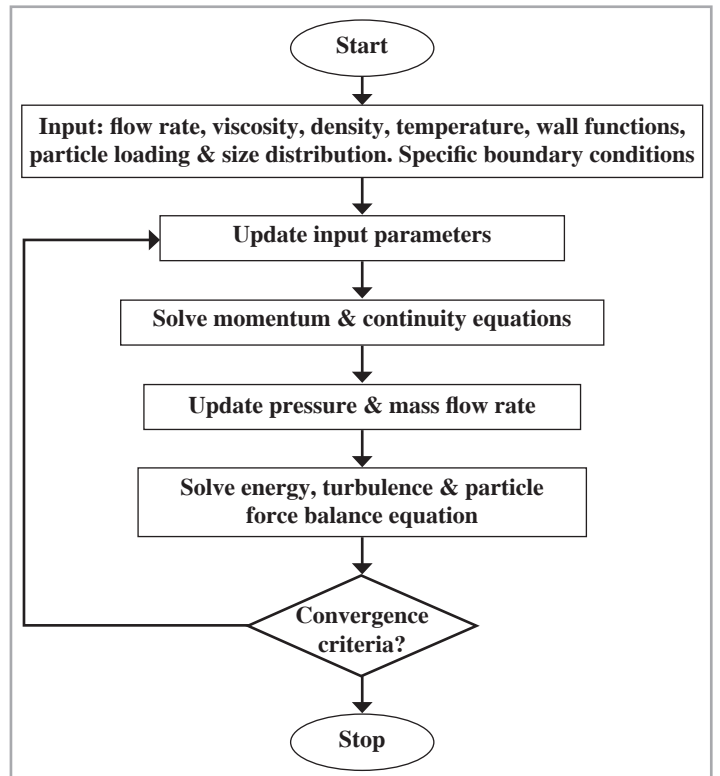 Start
Input: flow rate, viscosity, density, temperature, wall functions,
particle loading & size distribution. Specific boundary conditions
Update input parameters
Solve momentum & continuity equations
Update pressure & mass flow rate
Solve energy, turbulence & particle
force balance equation
Convergence
criteria?
Stop